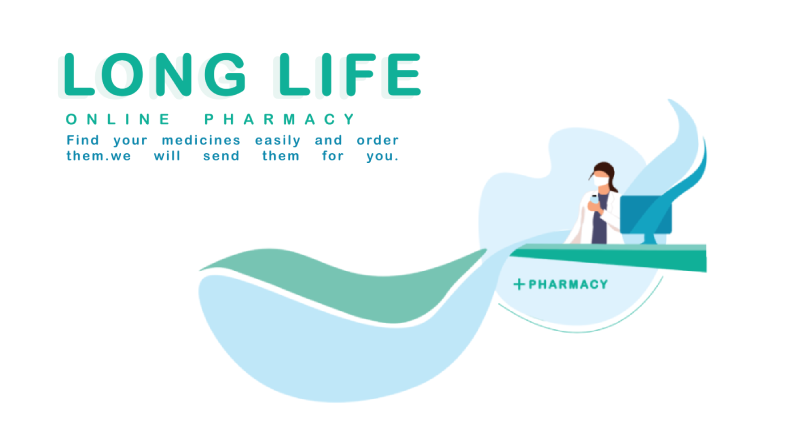 LONG LIFE
ONLINE PHARMACY
Find your medicines easily and order
them.we will send them for you.
+PHARMACY